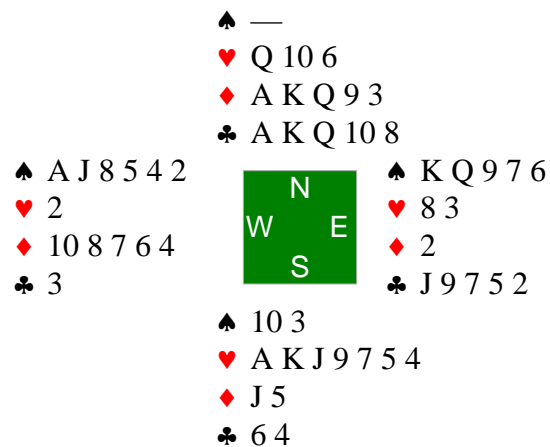 ♠ —
♥ Q 10 6
♦ A K Q 9 3
♣ A K Q 10 8
♠ A J 8 5 4 2
♥ 2
♦ 10 8 7 6 4
♣ 3
N
W E
S
♠ K Q 9 7 6
♥ 8 3
♦ 2
♣ J 9 7 5 2
♠ 10 3
♥ A K J 9 7 5 4
♦ J 5
♣ 6 4